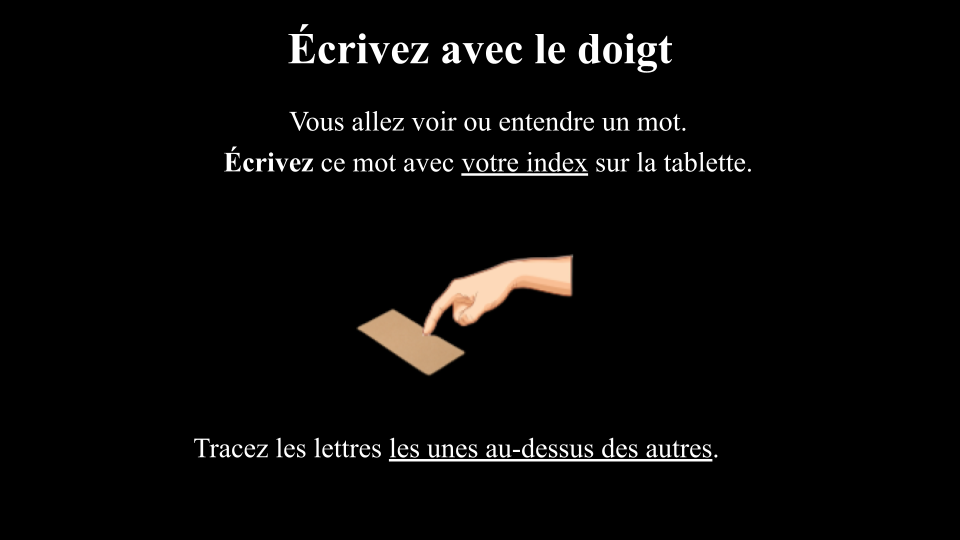 Écrivez avec le doigt
Vous allez voir ou entendre un mot.
Écrivez ce mot avec votre index sur la tablette.
Tracez les lettres les unes au-dessus des autres.